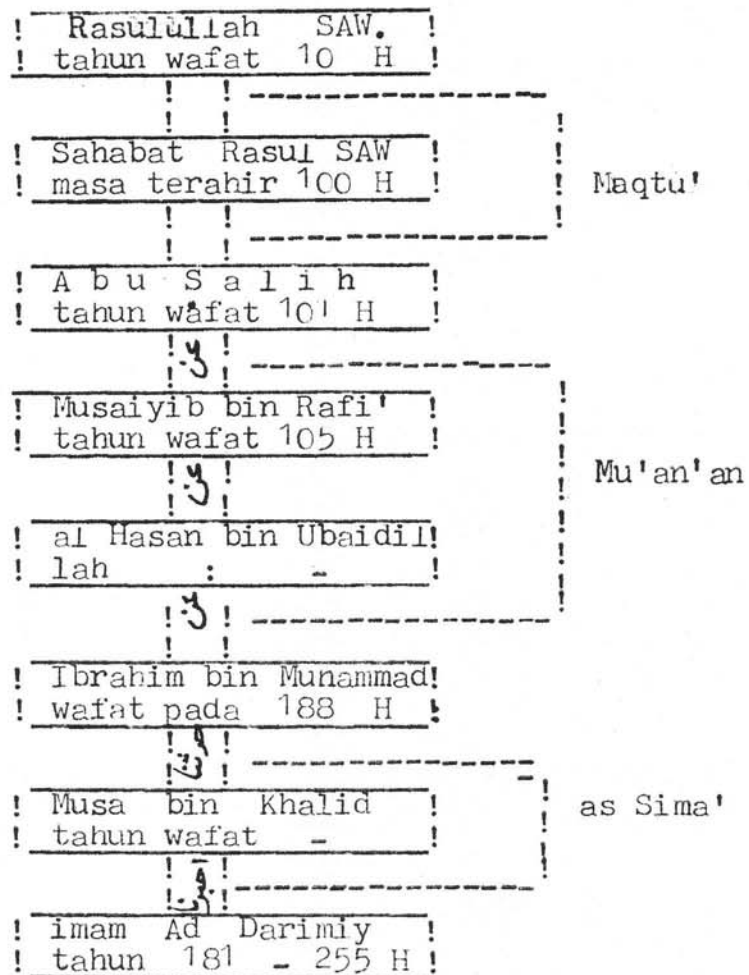 Rasulullah SAW.
tahun wafat 10 H
Sahabat Rasul SAW
masa terahir 100 H
Maqtu'
A b u S a l i h
tahun wafat 101 H
عن
Musaiyib bin Rafi'
tahun wafat 105 H
عن
Mu'an'an
al Hasan bin Ubaidil
lah : -
عن
Ibrahim bin Munammad
wafat pada 188 H
as Sima'
Musa bin Khalid
tahun wafat -
imam Ad Darimiy
tahun 181 - 255 H